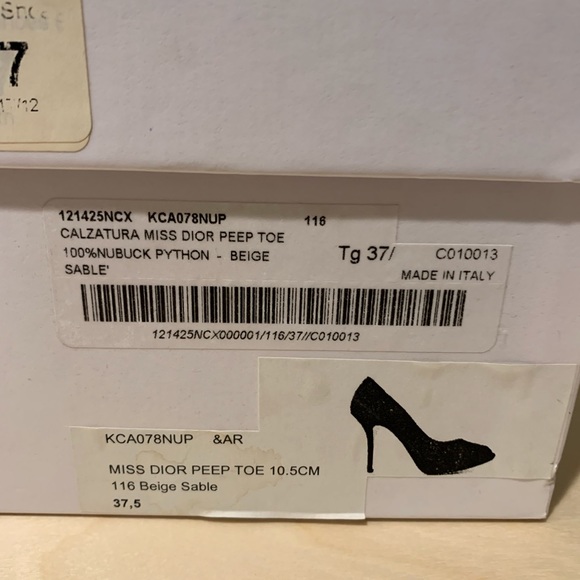 7
121425NCX KCA078NUP 116
CALZATURA MISS DIOR PEEP TOE
100%NUBUCK PYTHON - BEIGE
SABLE'
Tg 37/ C010013
MADE IN ITALY
121425NCX000001/116/37//C010013
KCA078NUP &AR
MISS DIOR PEEP TOE 10.5CM
116 Beige Sable
37,5